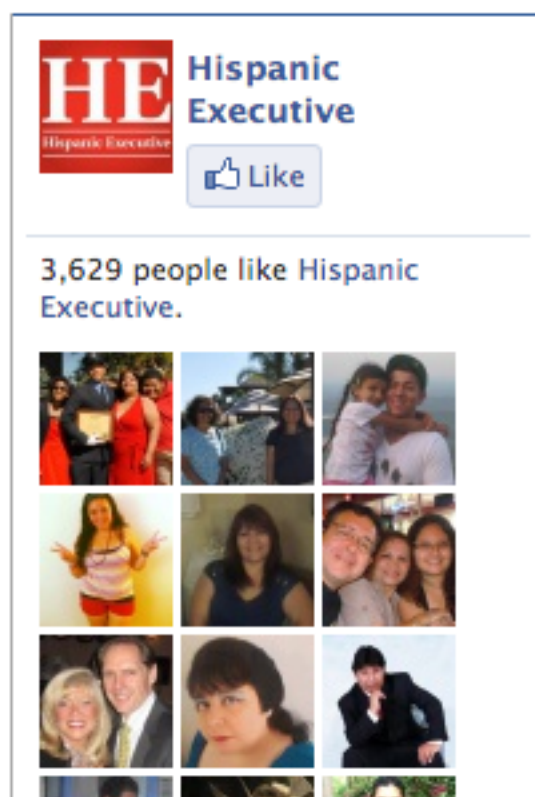 HE
Hispanic Executive
Hispanic
Executive
Like
3,629 people like Hispanic
Executive.